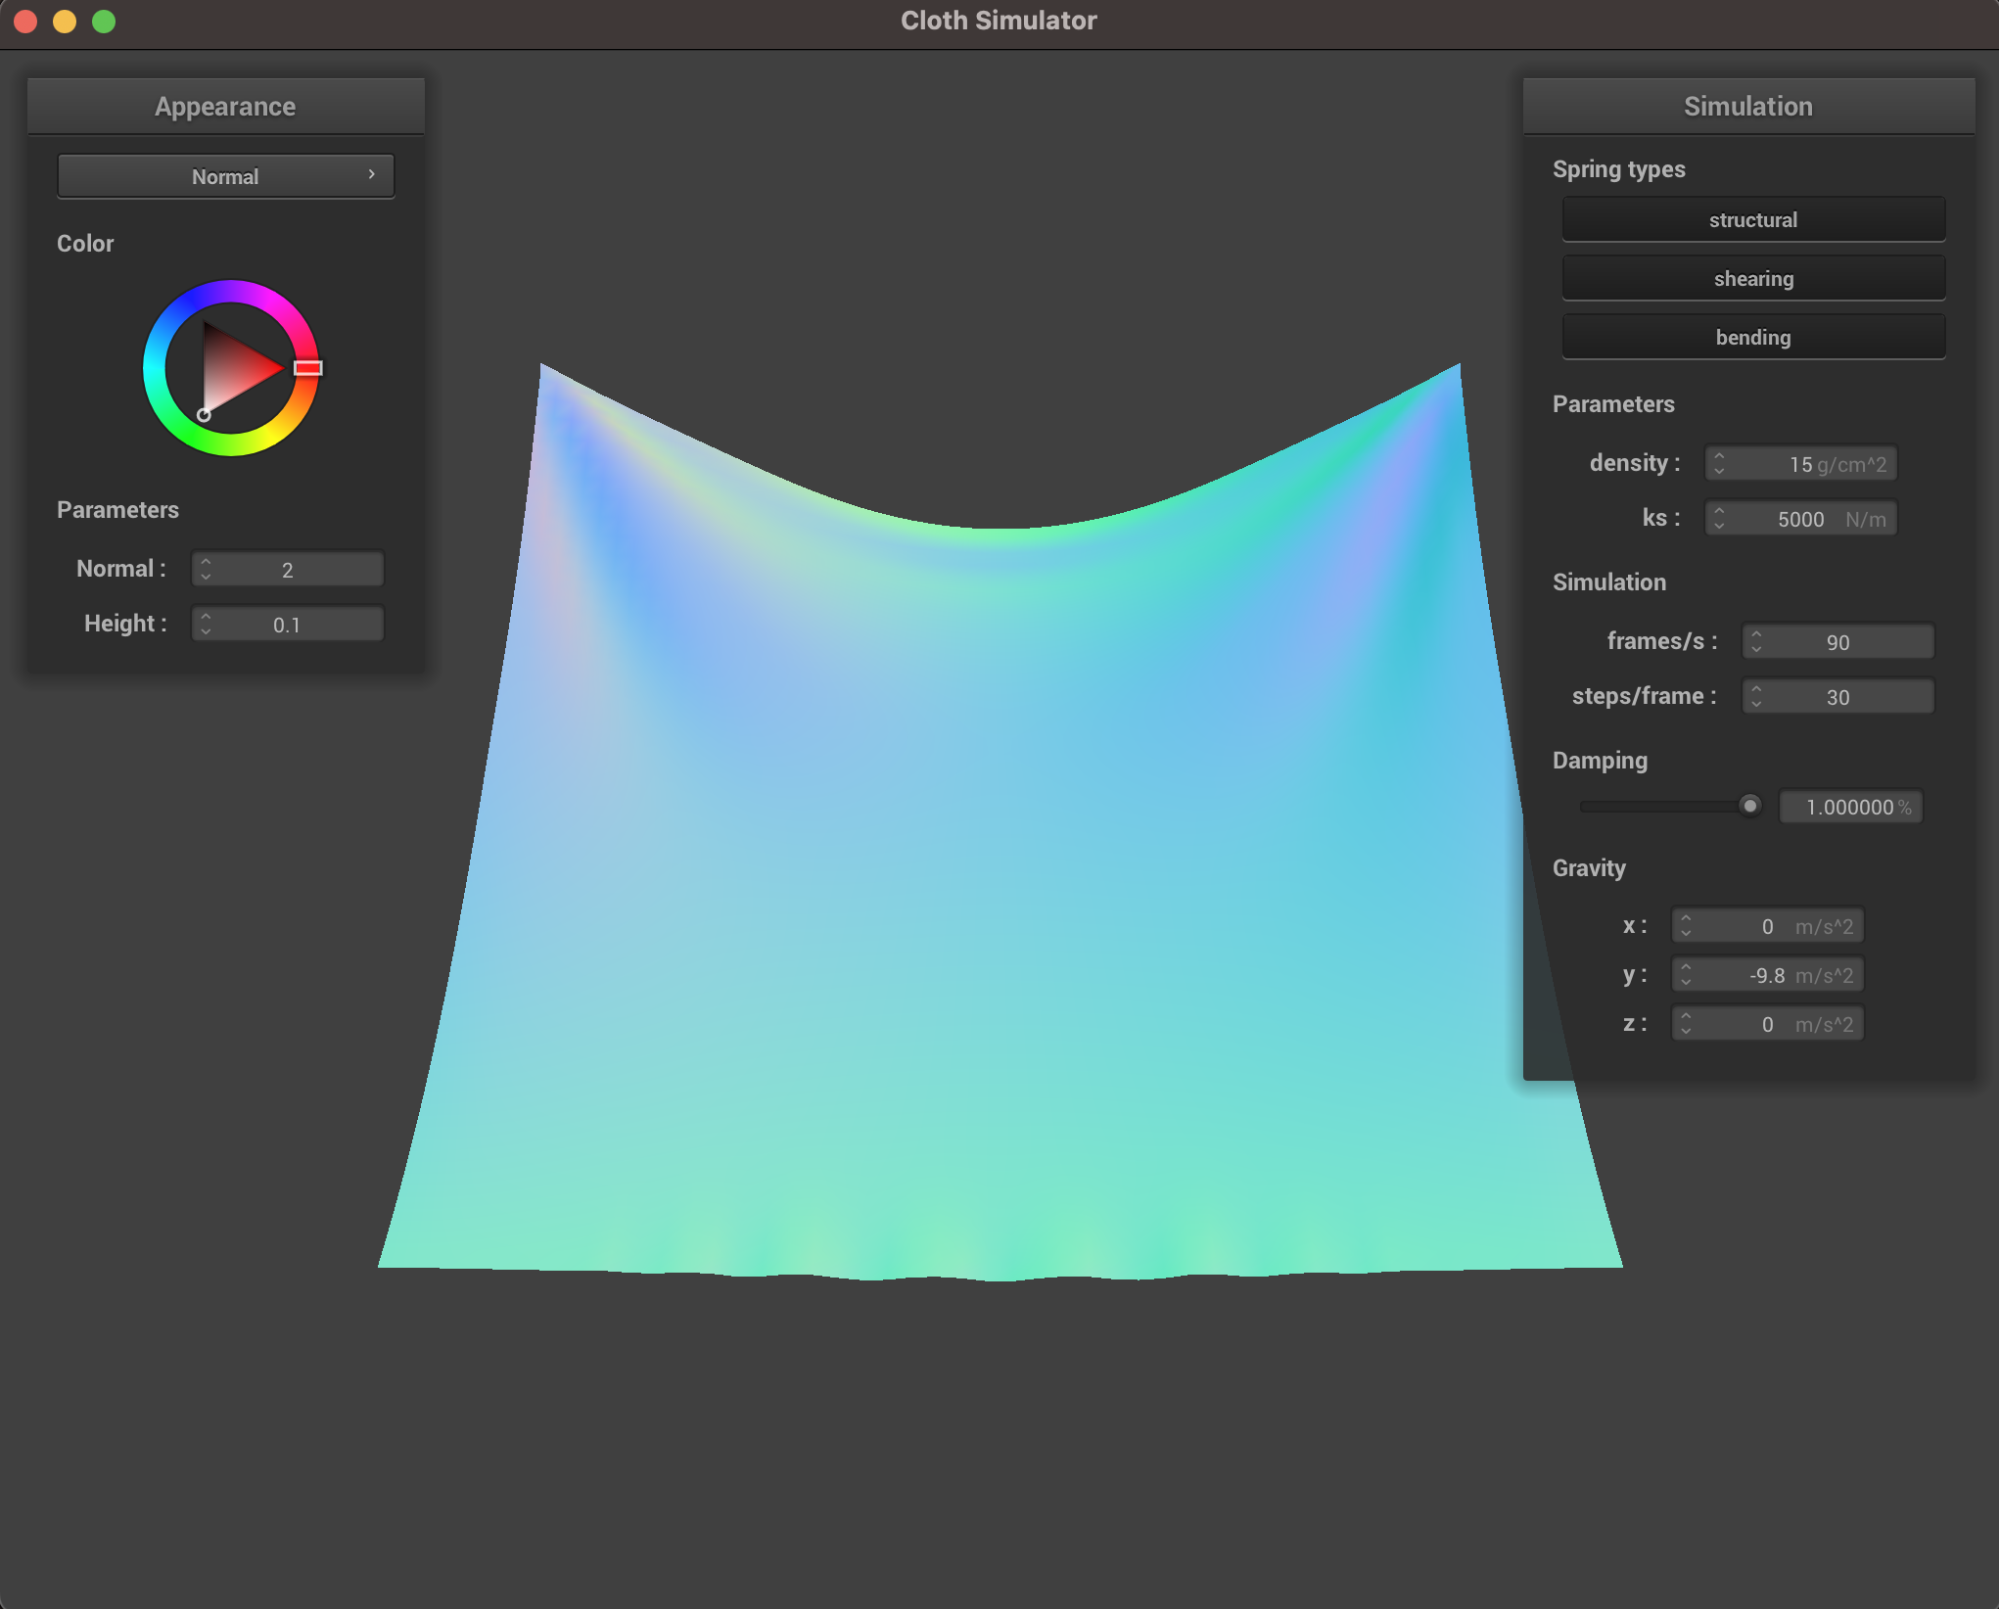 Cloth Simulator
Appearance
Normal
Color
Parameters
Normal : 2
Height : 0.1
Simulation
Spring types
structural
shearing
bending
Parameters
density : 15 g/cm^2
ks : 5000 N/m
Simulation
frames/s : 90
steps/frame : 30
Damping
1.000000 %
Gravity
x : 0 m/s^2
y : -9.8 m/s^2
z : 0 m/s^2